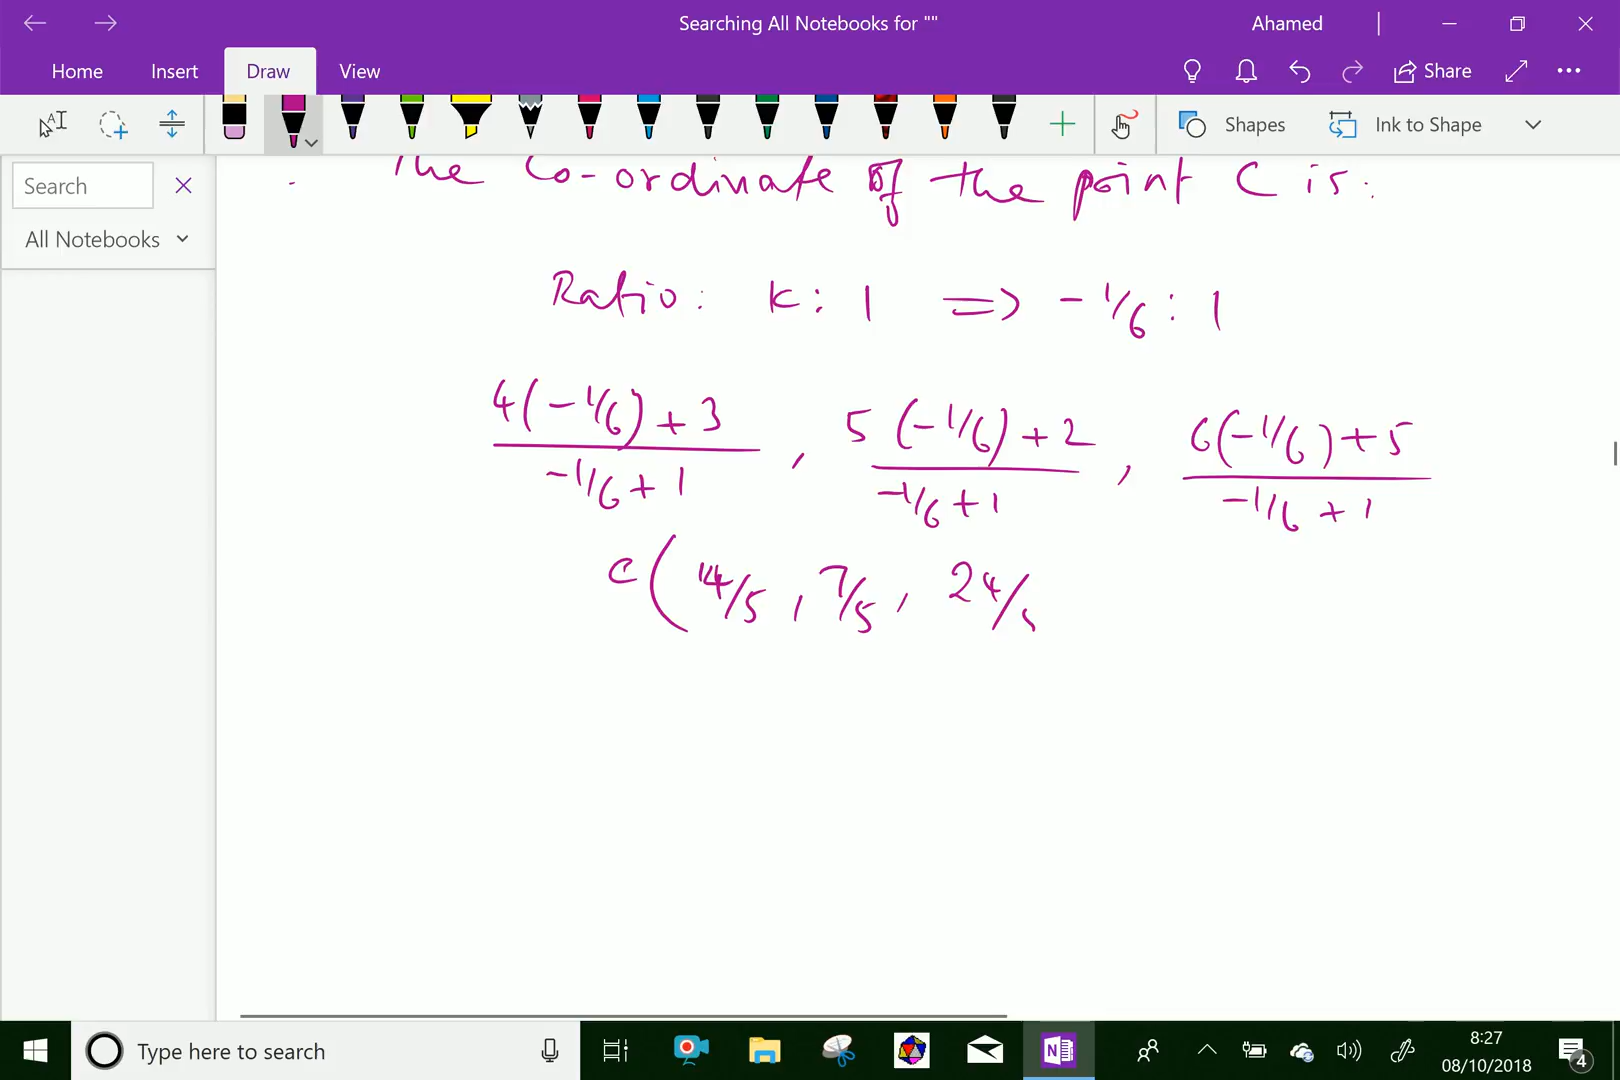 Searching All Notebooks for ""
Ahamed
Home Insert Draw View
Share
Shapes
Ink to Shape
Search
All Notebooks
The Co-ordinate of the point C is:
Ratio: K: 1 => -1/6 : 1
4(-1/6)+3 / -1/6+1 , 5(-1/6)+2 / -1/6+1 , 6(-1/6)+5 / -1/6+1
C( 14/5 , 7/5 , 24/
Type here to search
8:27
08/10/2018
4